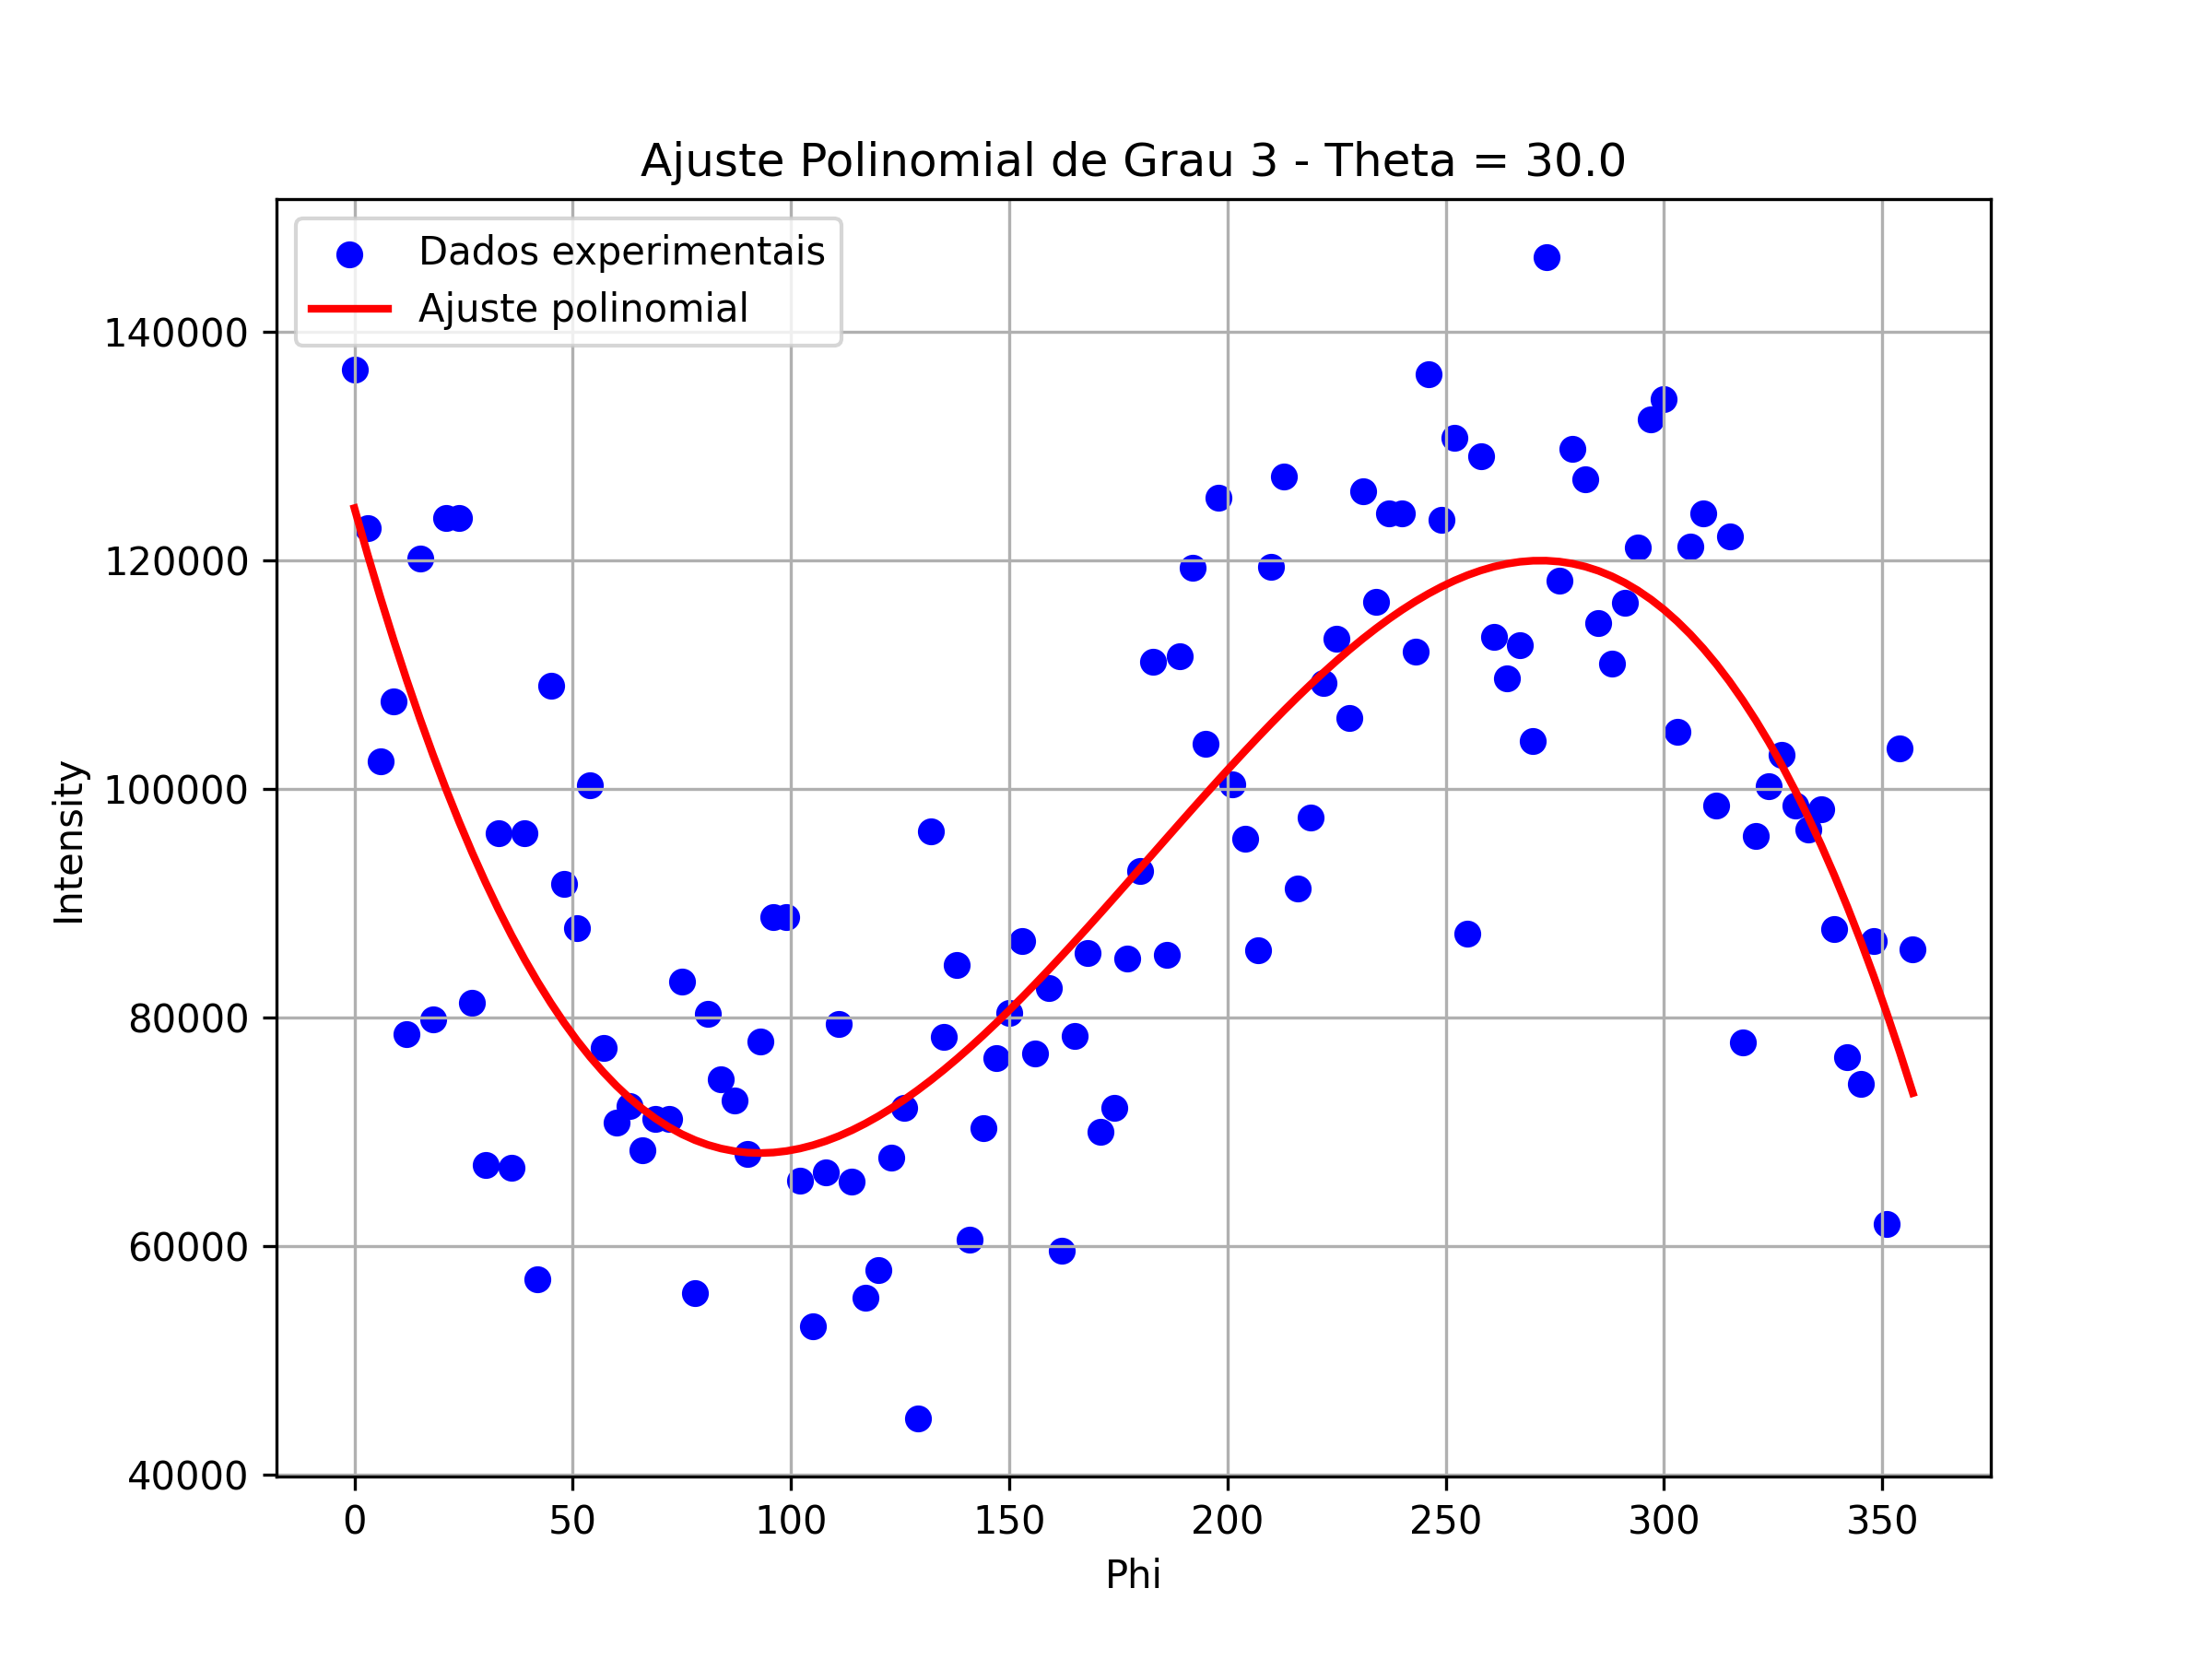 Ajuste Polinomial de Grau 3 - Theta = 30.0
Dados experimentais
Ajuste polinomial
140000
120000
100000
80000
60000
40000
Intensity
0 50 100 150 200 250 300 350
Phi